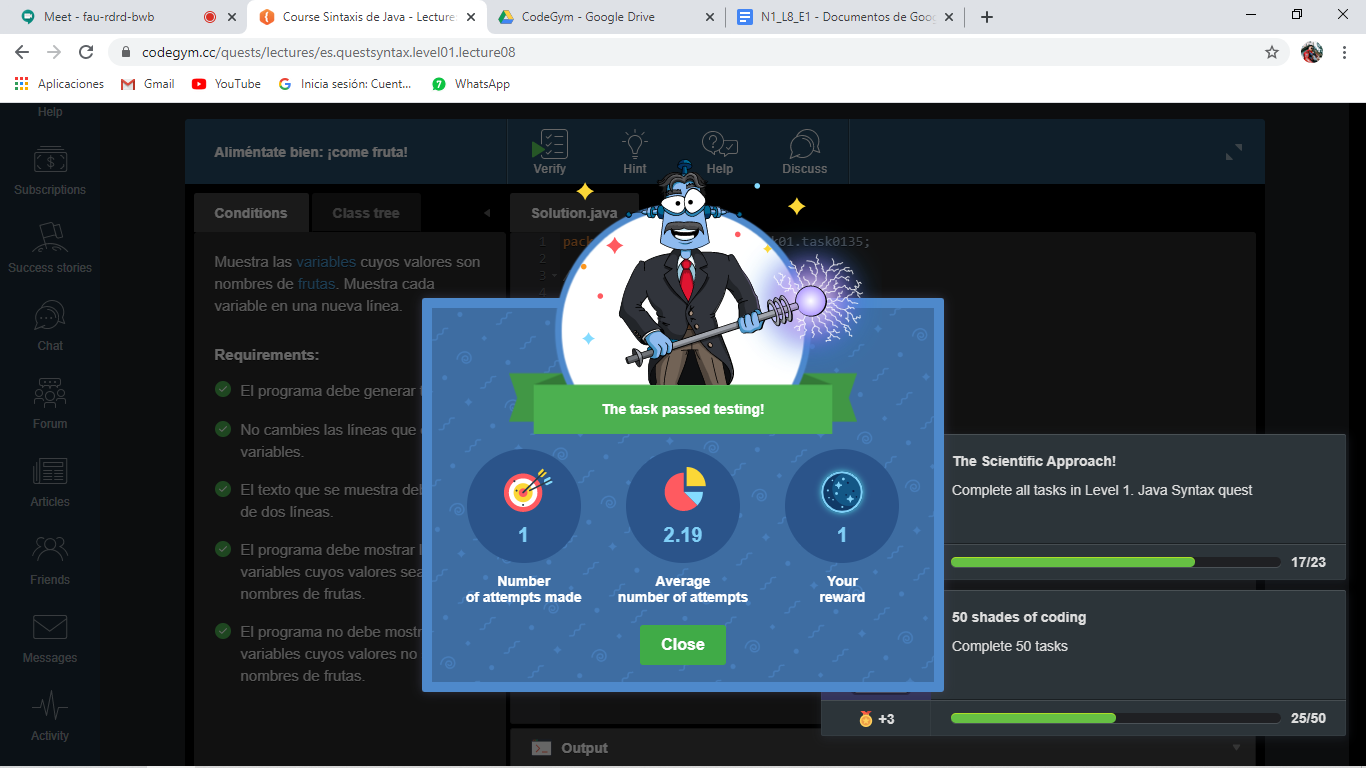 Meet - fau-rdrd-bwb
Course Sintaxis de Java - Lecture
CodeGym - Google Drive
N1_L8_E1 - Documentos de Goog
codegym.cc/quests/lectures/es.questsyntax.level01.lecture08
Aplicaciones
Gmail
YouTube
Inicia sesión: Cuent...
WhatsApp
Help
Subscriptions
Success stories
Chat
Forum
Articles
Friends
Messages
Activity
Aliméntate bien: ¡come fruta!
Verify
Hint
Help
Discuss
Conditions
Class tree
Muestra las variables cuyos valores son
nombres de frutas. Muestra cada
variable en una nueva línea.
Requirements:
El programa debe generar
No cambies las líneas que
variables.
El texto que se muestra
de dos líneas.
El programa debe mostrar
variables cuyos valores
nombres de frutas.
El programa no debe
variables cuyos valores no
nombres de frutas.
Solution.java
1
2
3
4
.task0135;
The task passed testing!
1
Number
of attempts made
2.19
Average
number of attempts
1
Your
reward
Close
The Scientific Approach!
Complete all tasks in Level 1. Java Syntax quest
17/23
50 shades of coding
Complete 50 tasks
+3
25/50
Output